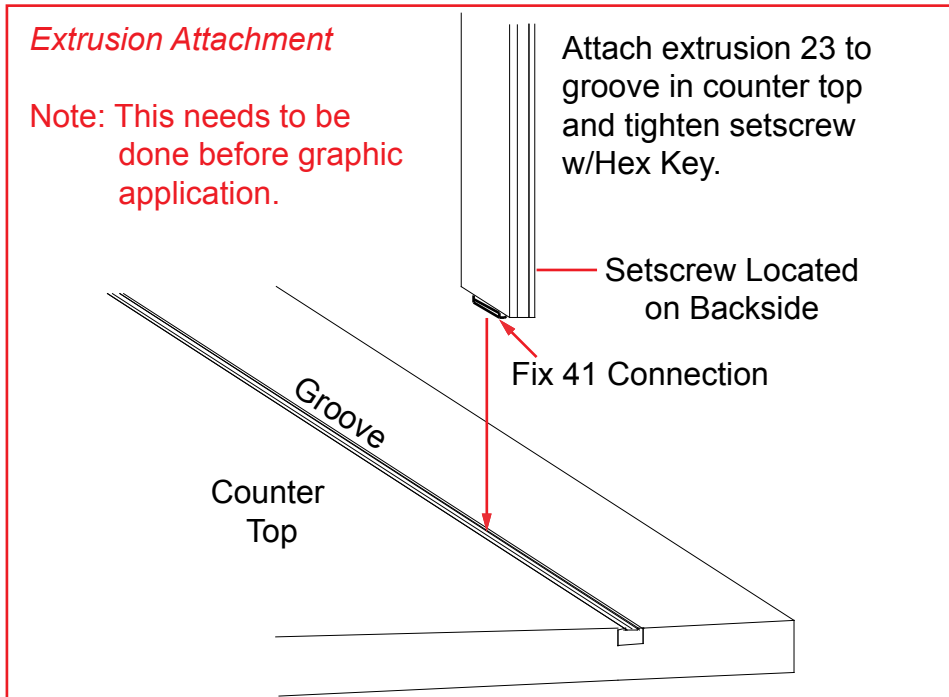 Extrusion Attachment
Note: This needs to be
done before graphic
application.
Attach extrusion 23 to
groove in counter top
and tighten setscrew
w/Hex Key.
Setscrew Located
on Backside
Fix 41 Connection
Groove
Counter
Top